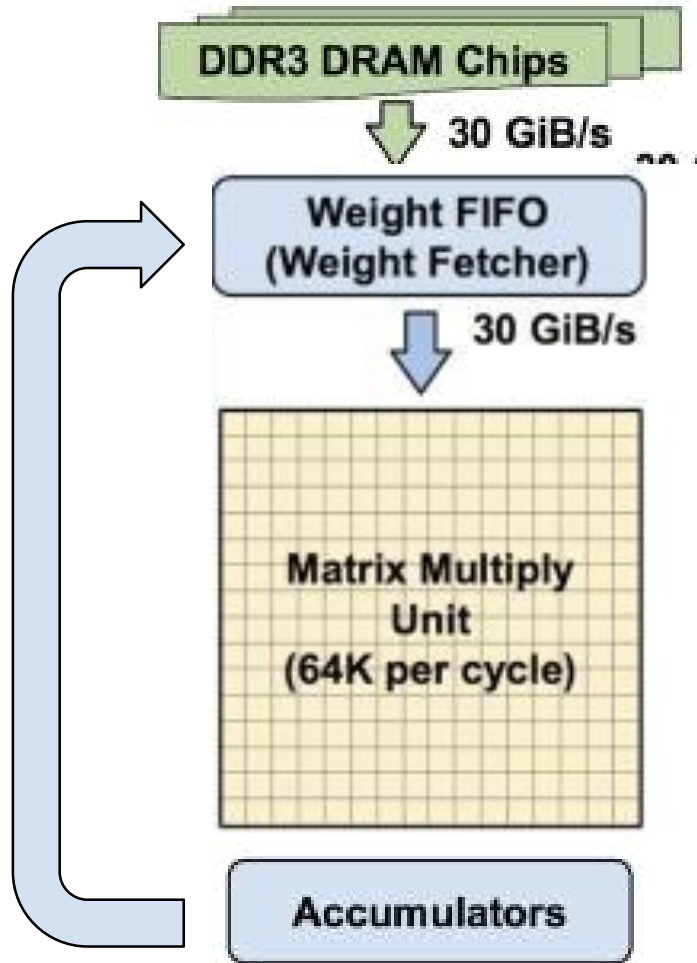 DDR3 DRAM Chips
30 GiB/s
Weight FIFO
(Weight Fetcher)
30 GiB/s
Matrix Multiply
Unit
(64K per cycle)
Accumulators